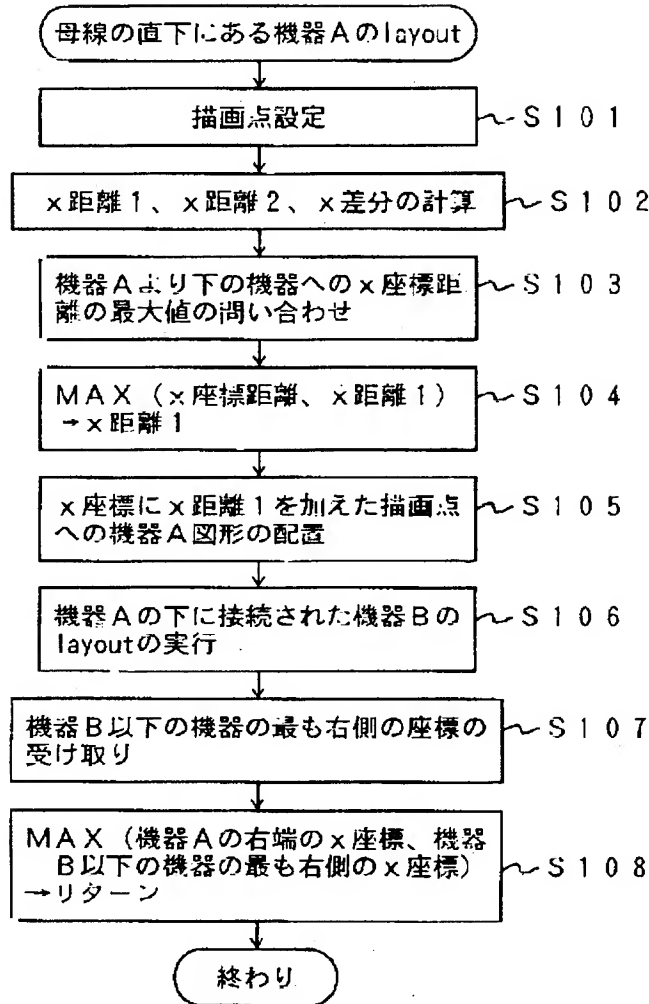 母線の直下にある機器Aのlayout
描画点設定
S101
x距離1、x距離2、x差分の計算
S102
機器Aより下の機器へのx座標距
離の最大値の問い合わせ
S103
MAX(x座標距離、x距離1)
→x距離1
S104
x座標にx距離1を加えた描画点
への機器A図形の配置
S105
機器Aの下に接続された機器Bの
layoutの実行
S106
機器B以下の機器の最も右側の座標の
受け取り
S107
MAX(機器Aの右端のx座標、機器
B以下の機器の最も右側のx座標)
→リターン
S108
終わり